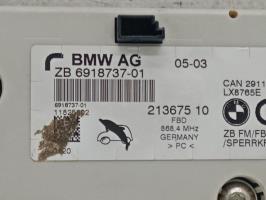 BMW AG 05-03
ZB 6918737-01
CAN 2911
LX8765E
6918737-01
213675 10
FBD
868.4 MHz
GERMANY
> PC <
ZB FM/FB
/SPERRKR